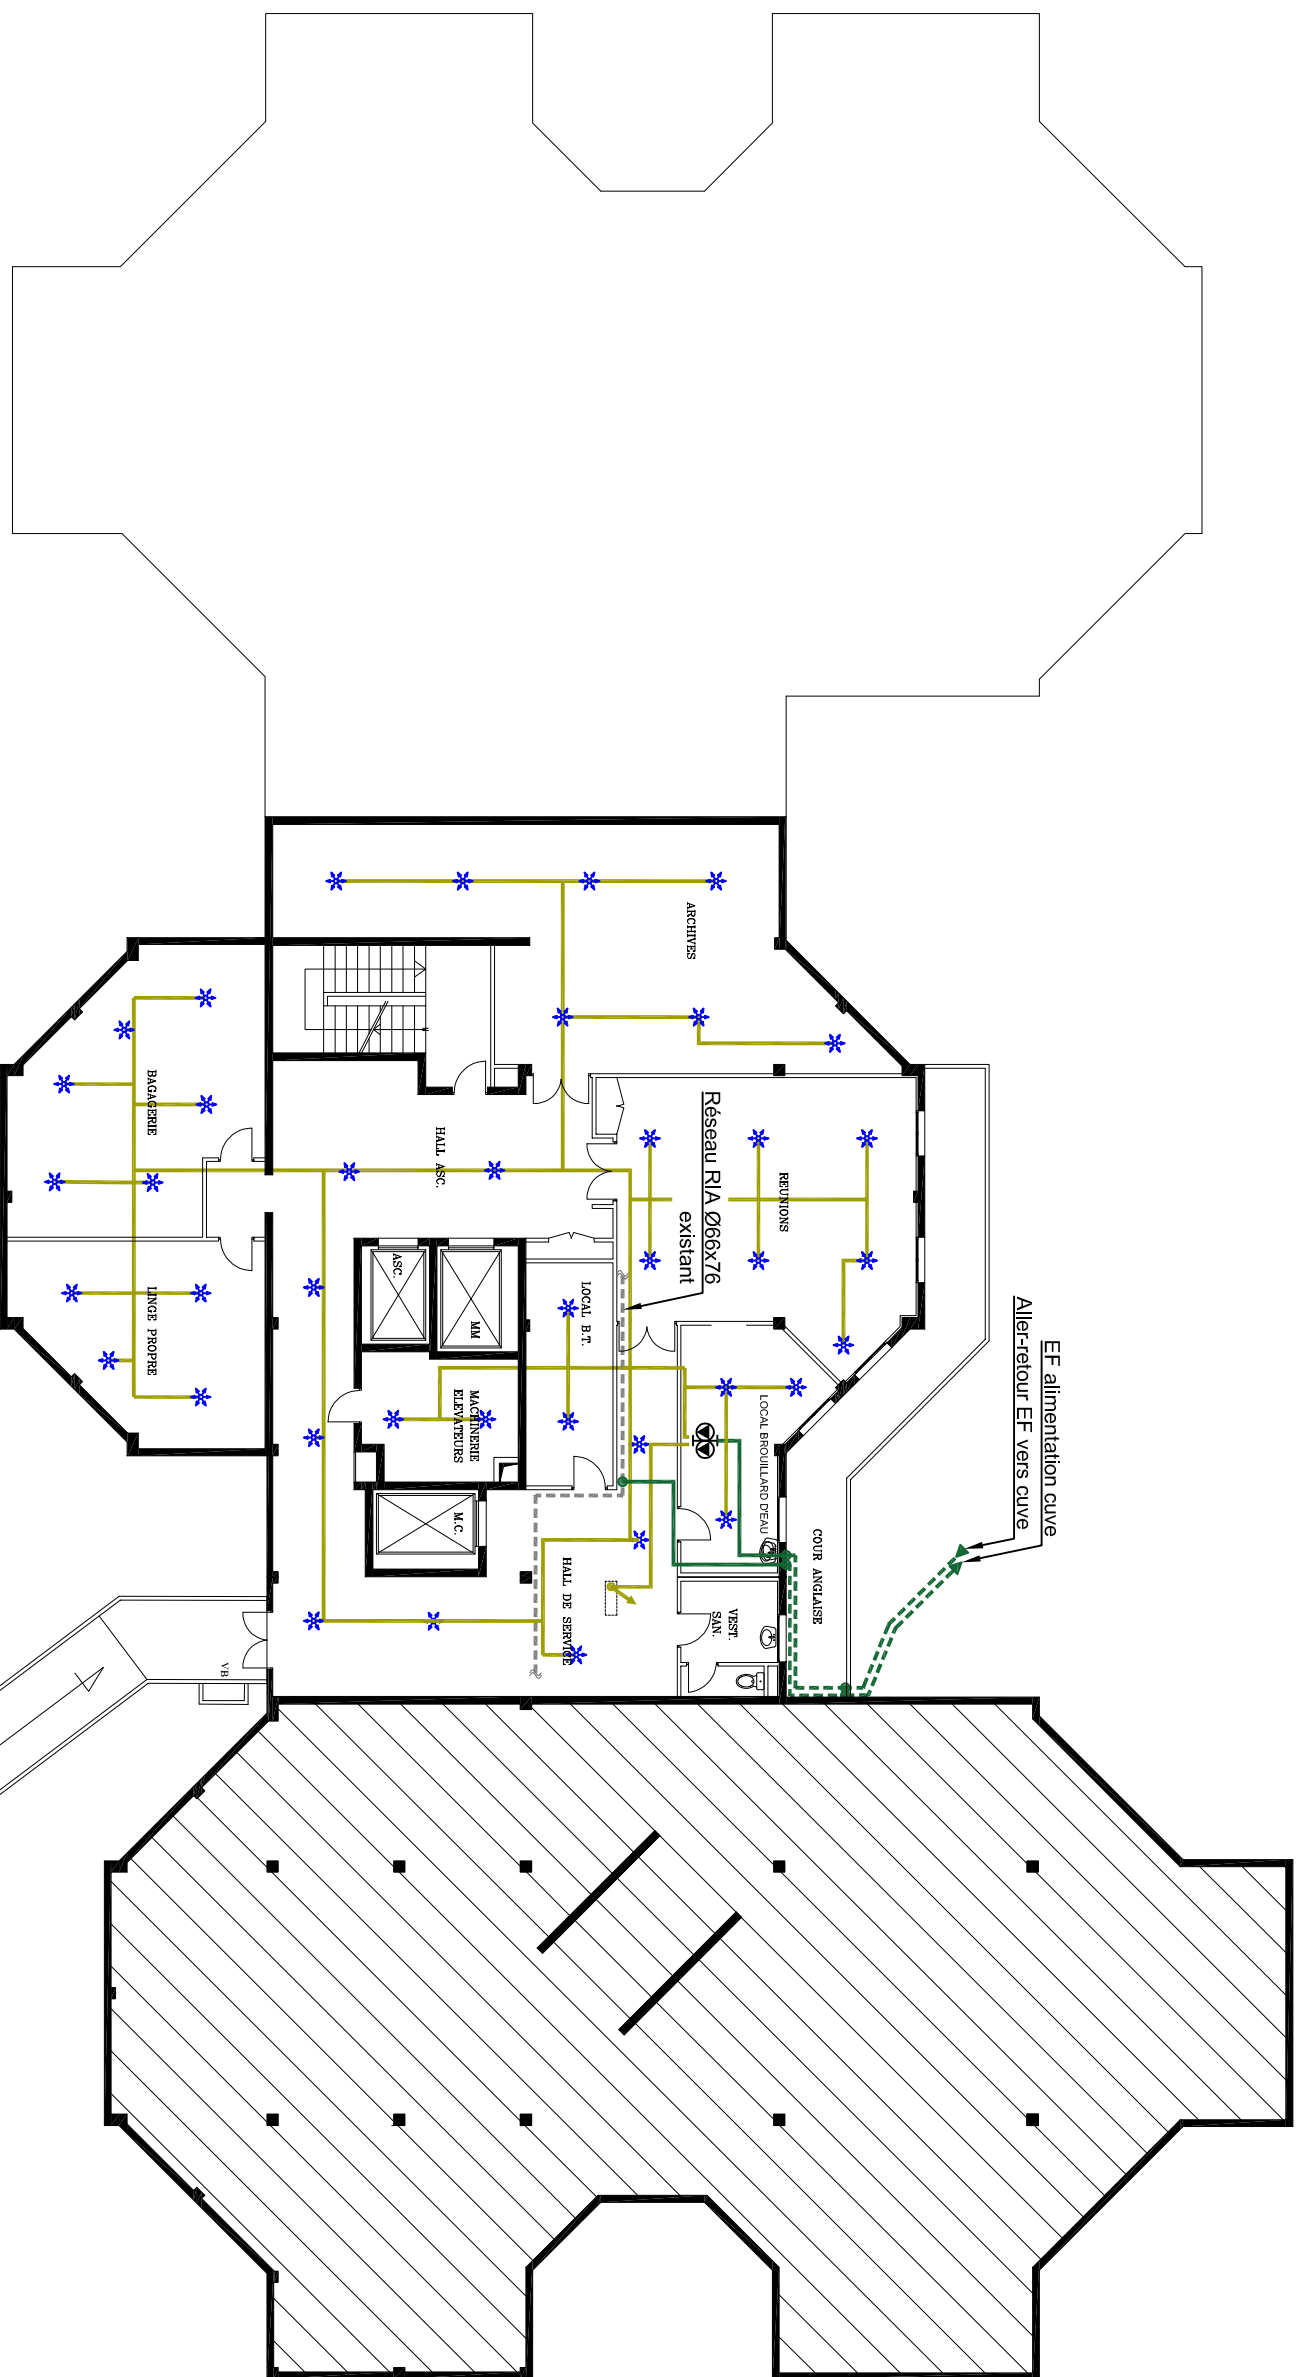 EF alimentation cuve
Aller-retour EF vers cuve
Réseau RIA Ø66x76
existant
ARCHIVES
REUNIONS
LOCAL BROUILLARD D'EAU
COUR ANGLAISE
VEST.
SAN.
HALL ASC.
LOCAL B.T.
MM
ASC.
MACHINERIE
ELEVATEURS
M.C.
HALL DE SERVICE
BAGAGERIE
LINGE PROPRE
VB